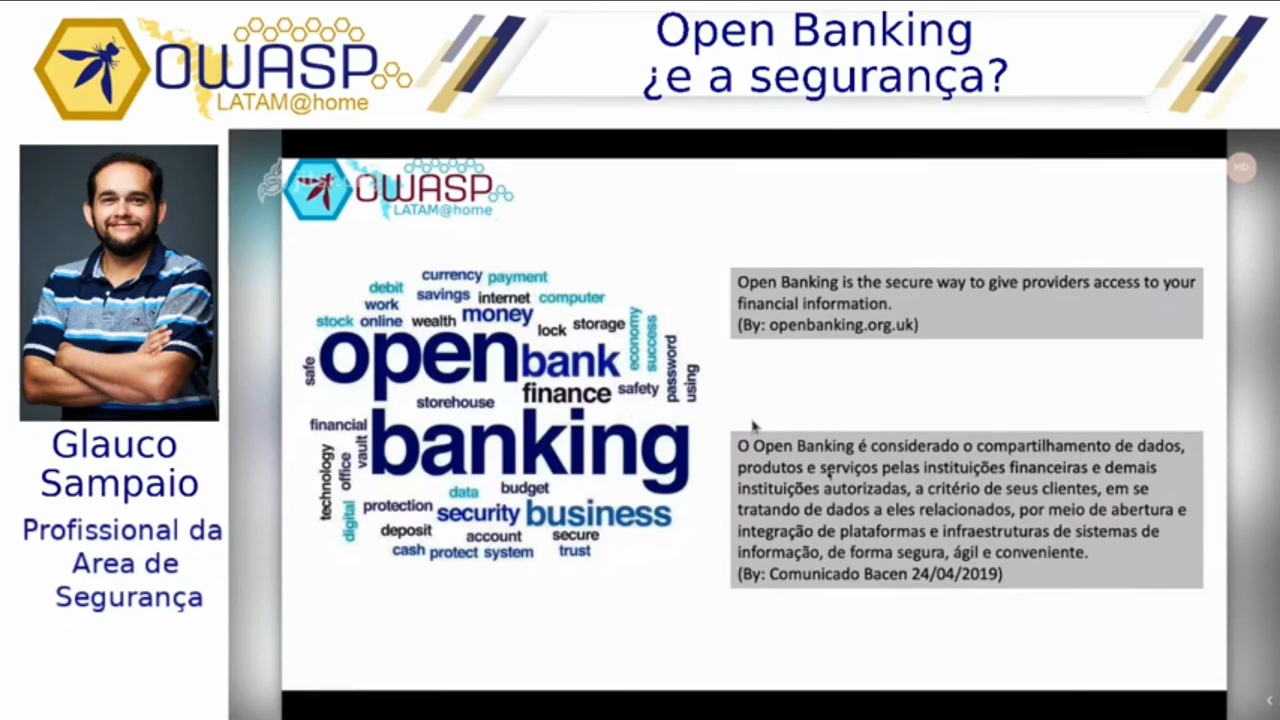 OWASP
LATAM@home
Open Banking
¿e a segurança?
Glauco
Sampaio
Profissional da
Area de
Segurança
OWASP
LATAM@home
MD
currency payment
debit
savings internet computer
work
money
stock online wealth
lock storage
economy
success
open
bank
safe
password
using
finance safety
storehouse
financial
banking
vault
office
technology
data budget
protection
security business
digital
deposit account secure
cash protect system trust
Open Banking is the secure way to give providers access to your
financial information.
(By: openbanking.org.uk)
O Open Banking é considerado o compartilhamento de dados,
produtos e serviços pelas instituições financeiras e demais
instituições autorizadas, a critério de seus clientes, em se
tratando de dados a eles relacionados, por meio de abertura e
integração de plataformas e infraestruturas de sistemas de
informação, de forma segura, ágil e conveniente.
(By: Comunicado Bacen 24/04/2019)